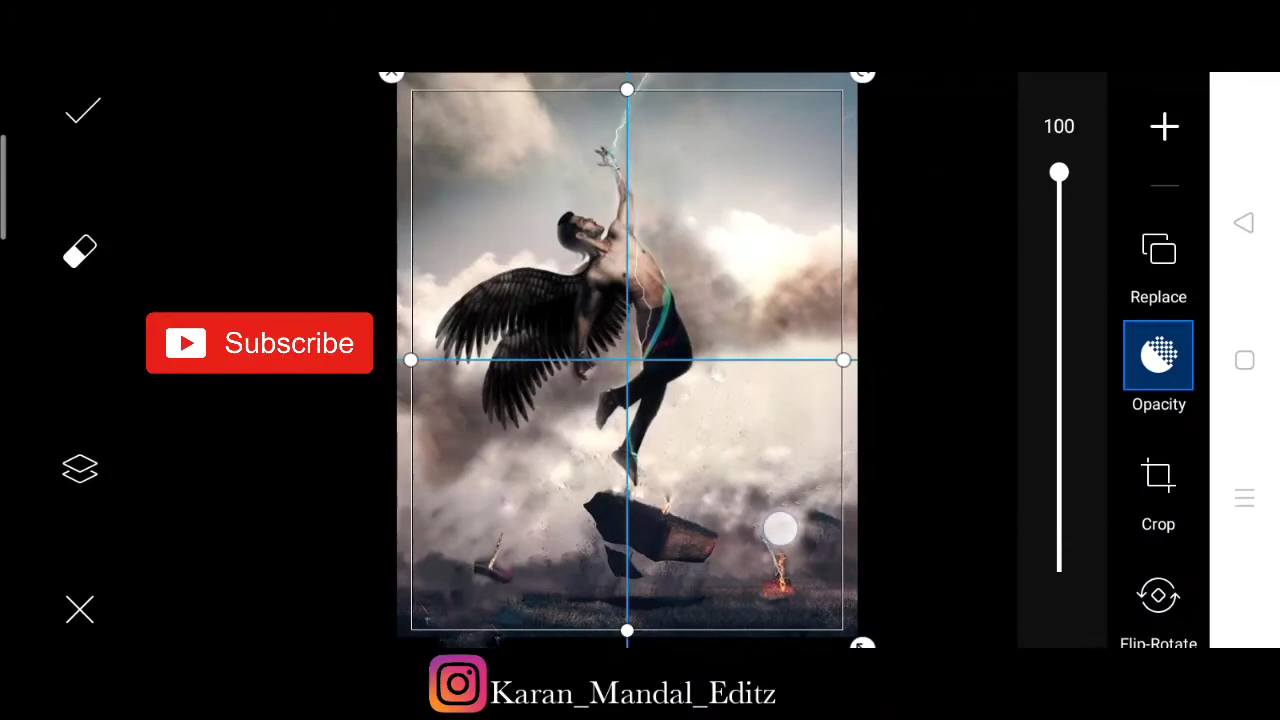 100
Replace
Subscribe
Opacity
Crop
Flip-Rotate
Karan_Mandal_Editz